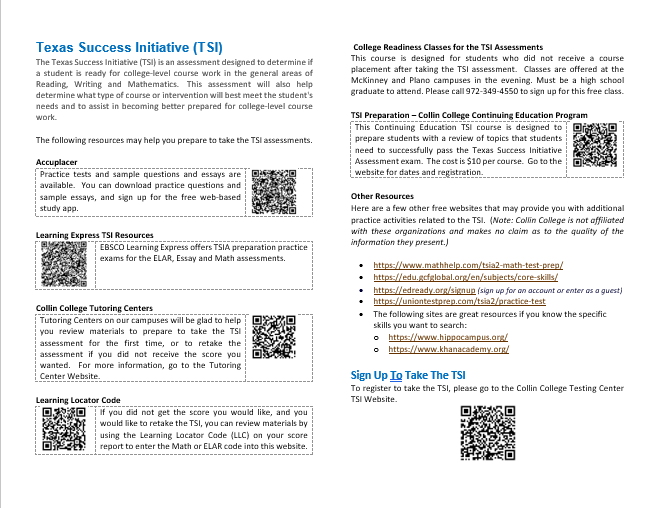 Texas Success Initiative (TSI)
The Texas Success Initiative (TSI) is an assessment designed to determine if
a student is ready for college-level course work in the general areas of
Reading, Writing and Mathematics. This assessment will also help
determine what type of course or intervention will best meet the student's
needs and to assist in becoming better prepared for college-level course
work.
The following resources may help you prepare to take the TSI assessments.
Accuplacer
Practice tests and sample questions and essays are
available. You can download practice questions and
sample essays, and sign up for the free web-based
study app.
Learning Express TSI Resources
EBSCO Learning Express offers TSIA preparation practice
exams for the ELAR, Essay and Math assessments.
Collin College Tutoring Centers
Tutoring Centers on our campuses will be glad to help
you review materials to prepare to take the TSI
assessment for the first time, or to retake the
assessment if you did not receive the score you
wanted. For more information, go to the Tutoring
Center Website.
Learning Locator Code
If you did not get the score you would like, and you
would like to retake the TSI, you can review materials by
using the Learning Locator Code (LLC) on your score
report to enter the Math or ELAR code into this website.
College Readiness Classes for the TSI Assessments
This course is designed for students who did not receive a course
placement after taking the TSI assessment. Classes are offered at the
McKinney and Plano campuses in the evening. Must be a high school
graduate to attend. Please call 972-349-4550 to sign up for this free class.
TSI Preparation – Collin College Continuing Education Program
This Continuing Education TSI course is designed to
prepare students with a review of topics that students
need to successfully pass the Texas Success Initiative
Assessment exam. The cost is $10 per course. Go to the
website for dates and registration.
Other Resources
Here are a few other free websites that may provide you with additional
practice activities related to the TSI. (Note: Collin College is not affiliated
with these organizations and makes no claim as to the quality of the
information they present.)
• https://www.mathhelp.com/tsia2-math-test-prep/
• https://edu.gcfglobal.org/en/subjects/core-skills/
• https://edready.org/signup (sign up for an account or enter as a guest)
• https://uniontestprep.com/tsia2/practice-test
• The following sites are great resources if you know the specific
skills you want to search:
o https://www.hippocampus.org/
o https://www.khanacademy.org/
Sign Up To Take The TSI
To register to take the TSI, please go to the Collin College Testing Center
TSI Website.